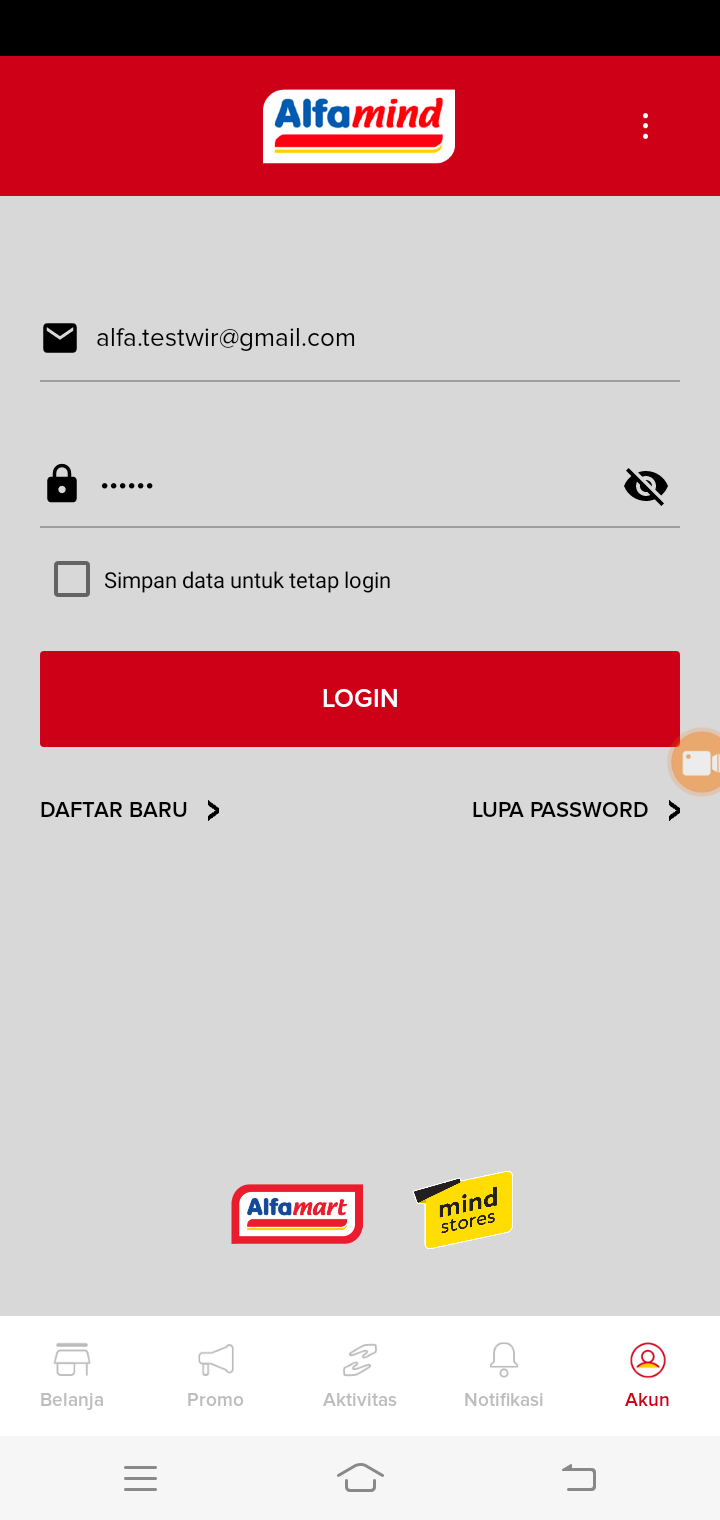 Alfamind
alfa.testwir@gmail.com
••••••
Simpan data untuk tetap login
LOGIN
DAFTAR BARU
LUPA PASSWORD
Alfamart
mind
stores
Belanja
Promo
Aktivitas
Notifikasi
Akun